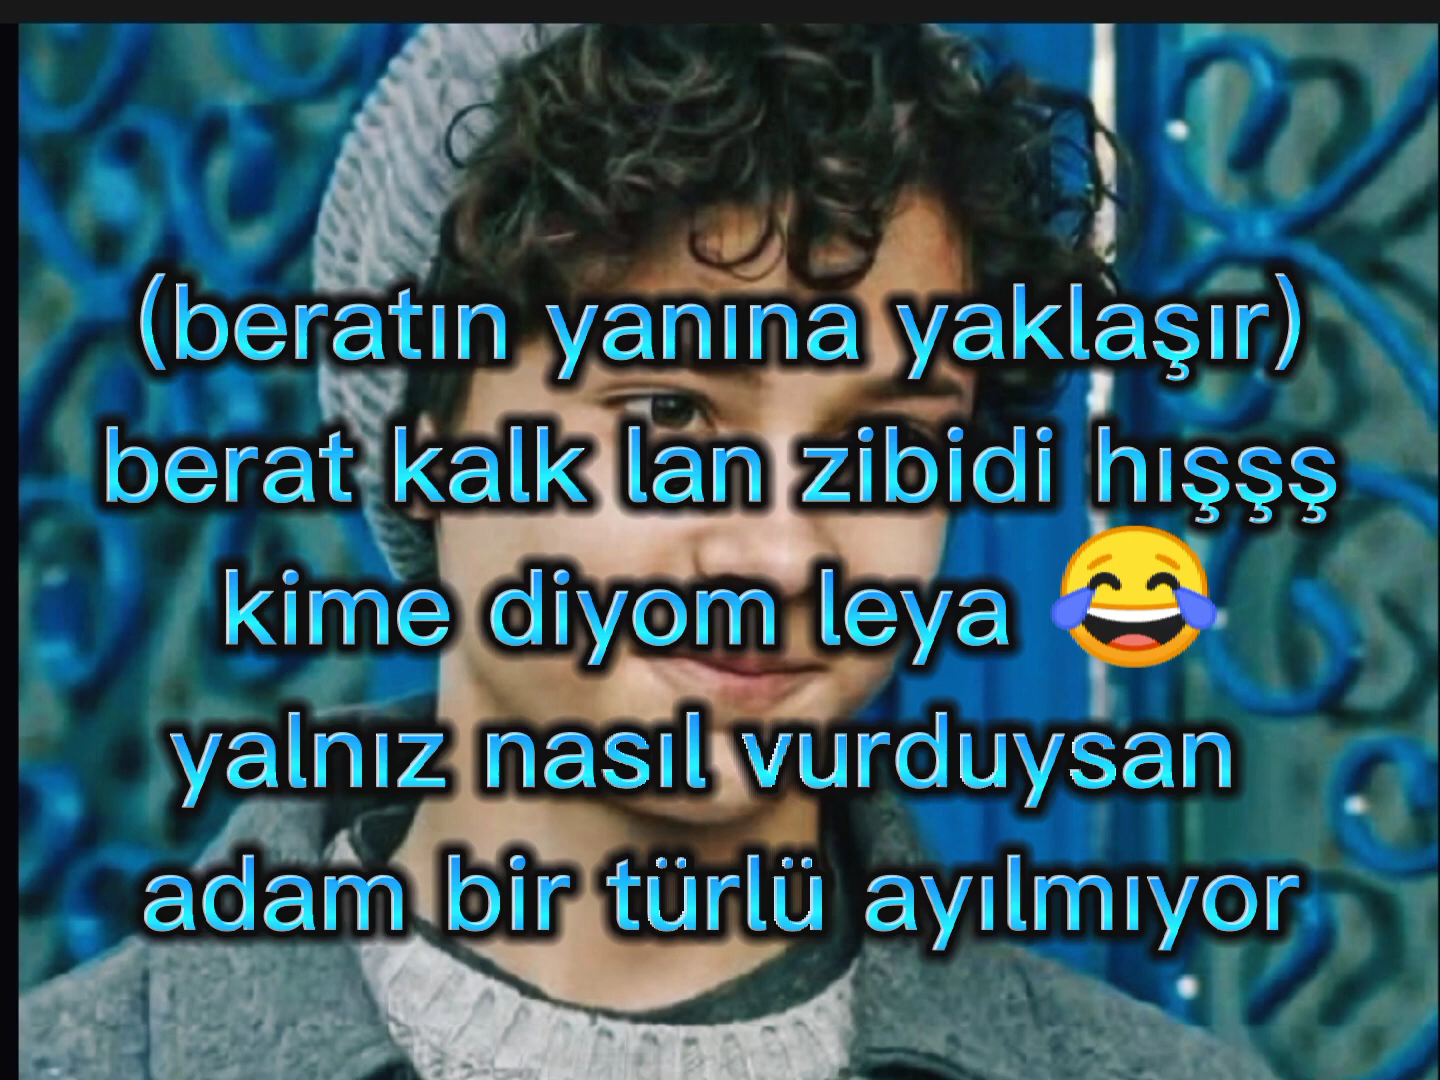 (beratın yanına yaklaşır)
berat kalk lan zibidi hışşş
kime diyom leya 😂
yalnız nasıl vurduysan
adam bir türlü ayılmıyor